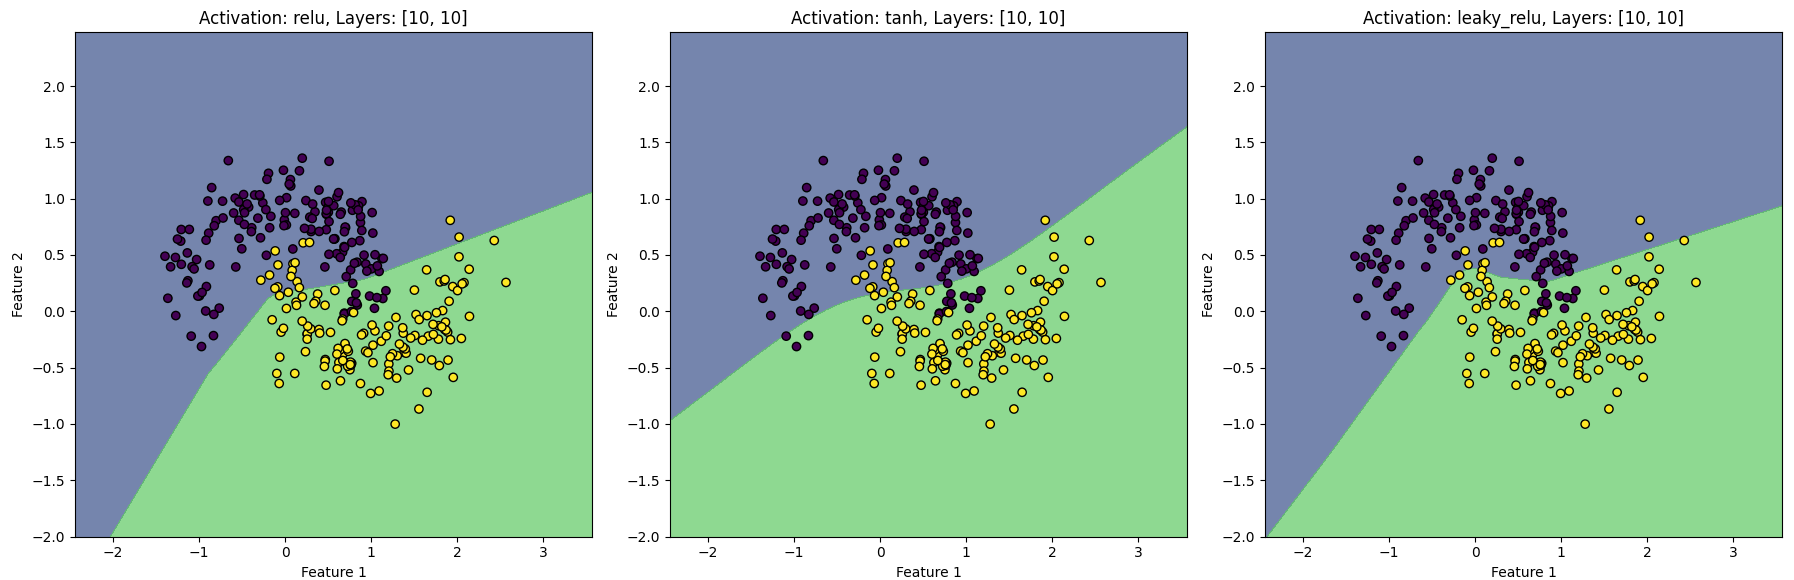 Activation: relu, Layers: [10, 10]
Feature 2
2.0
1.5
1.0
0.5
0.0
−0.5
−1.0
−1.5
−2.0
−2 −1 0 1 2 3
Feature 1
Activation: tanh, Layers: [10, 10]
Feature 2
2.0
1.5
1.0
0.5
0.0
−0.5
−1.0
−1.5
−2.0
−2 −1 0 1 2 3
Feature 1
Activation: leaky_relu, Layers: [10, 10]
Feature 2
2.0
1.5
1.0
0.5
0.0
−0.5
−1.0
−1.5
−2.0
−2 −1 0 1 2 3
Feature 1